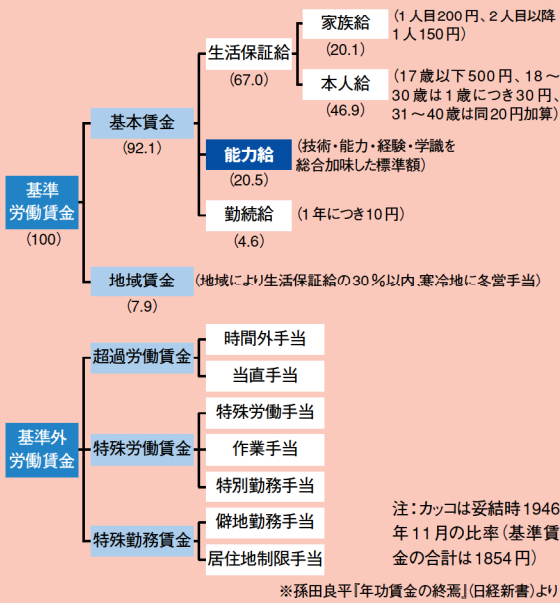 家族給
(20.1)
(1人目200円、2人目以降
1人150円)
生活保証給
(67.0)
本人給
(46.9)
(17歳以下500円、18〜
30歳は1歳につき30円、
31〜40歳は同20円加算)
基本賃金
(92.1)
能力給
(20.5)
(技術・能力・経験・学識を
総合加味した標準額)
基準
労働賃金
(100)
勤続給
(4.6)
(1年につき10円)
地域賃金
(7.9)
(地域により生活保証給の30％以内、寒冷地に冬営手当)
超過労働賃金
時間外手当
当直手当
基準外
労働賃金
特殊労働賃金
特殊労働手当
作業手当
特別勤務手当
特殊勤務賃金
僻地勤務手当
居住地制限手当
注：カッコは妥結時1946
年11月の比率(基準賃
金の合計は1854円)
※孫田良平『年功賃金の終焉』(日経新書)より